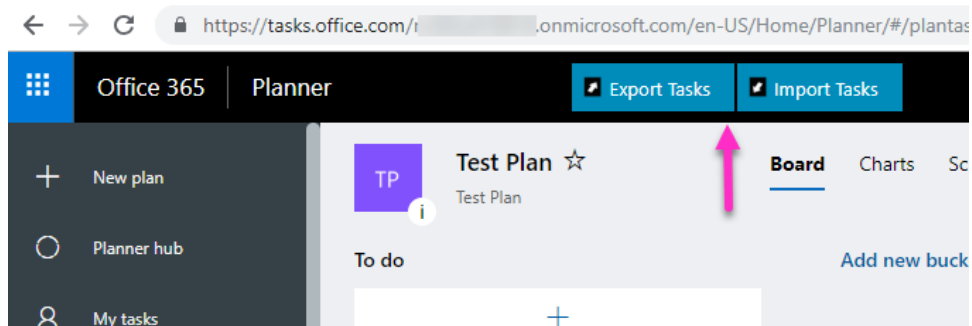 https://tasks.office.com/ .onmicrosoft.com/en-US/Home/Planner/#/plantas
Office 365 Planner Export Tasks Import Tasks
New plan
Planner hub
My tasks
TP
i
Test Plan
Test Plan
Board Charts Sc
To do
Add new buck